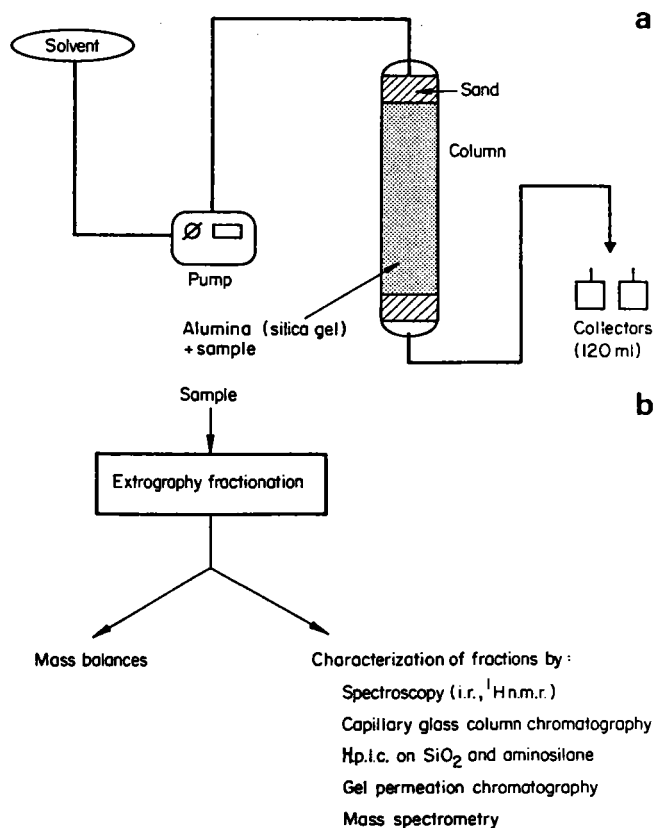 a
Solvent
Sand
Column
Pump
Alumina (silica gel)
+ sample
Collectors
(120 ml)
b
Sample
Extrography fractionation
Mass balances
Characterization of fractions by :
Spectroscopy (i.r., ¹H n.m.r.)
Capillary glass column chromatography
H.p.l.c. on SiO₂ and aminosilane
Gel permeation chromatography
Mass spectrometry